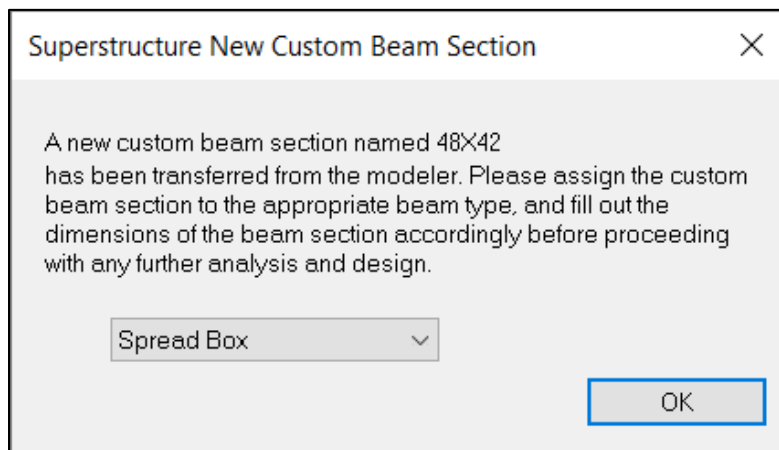 Superstructure New Custom Beam Section
A new custom beam section named 48X42
has been transferred from the modeler. Please assign the custom
beam section to the appropriate beam type, and fill out the
dimensions of the beam section accordingly before proceeding
with any further analysis and design.
Spread Box
OK